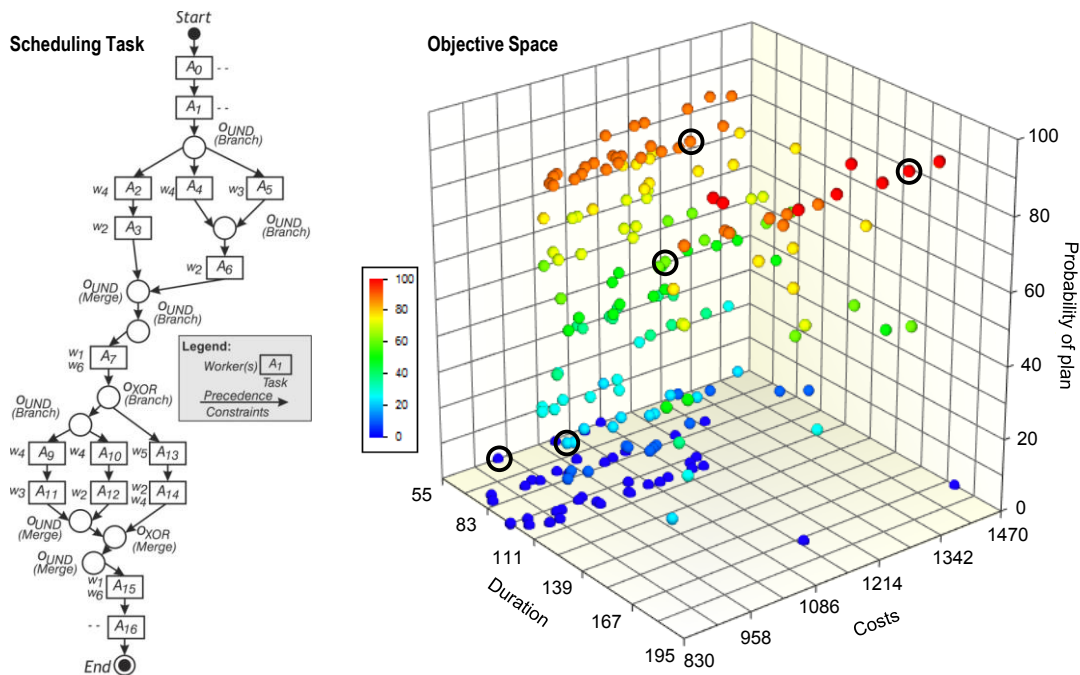 Scheduling Task
Start
A0
--
A1
--
OUND
(Branch)
w4
A2
w4
A4
w3
A5
w2
A3
OUND
(Branch)
w2
A6
OUND
(Merge)
OUND
(Branch)
w1
w6
A7
OXOR
(Branch)
OUND
(Branch)
w4
A9
w4
A10
w5
A13
w3
A11
w2
A12
w2
w4
A14
OUND
(Merge)
OXOR
(Merge)
OUND
(Merge)
w1
w6
A15
--
A16
End
Legend:
Worker(s)
A1
Task
Precedence
Constraints
Objective Space
100
80
60
40
20
0
100
80
60
40
20
0
Probability of plan
55
83
111
139
167
195
Duration
830
958
1086
1214
1342
1470
Costs